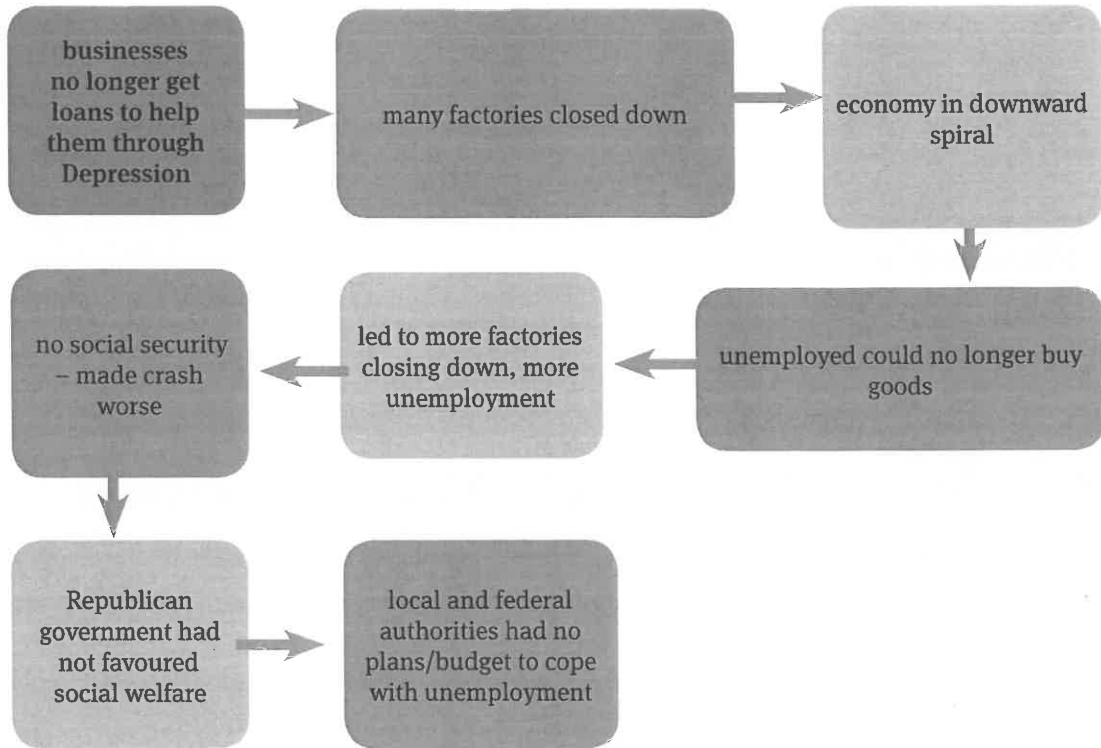 businesses
no longer get
loans to help
them through
Depression
many factories closed down
economy in downward
spiral
unemployed could no longer buy
goods
led to more factories
closing down, more
unemployment
no social security
– made crash
worse
Republican
government had
not favoured
social welfare
local and federal
authorities had no
plans/budget to cope
with unemployment